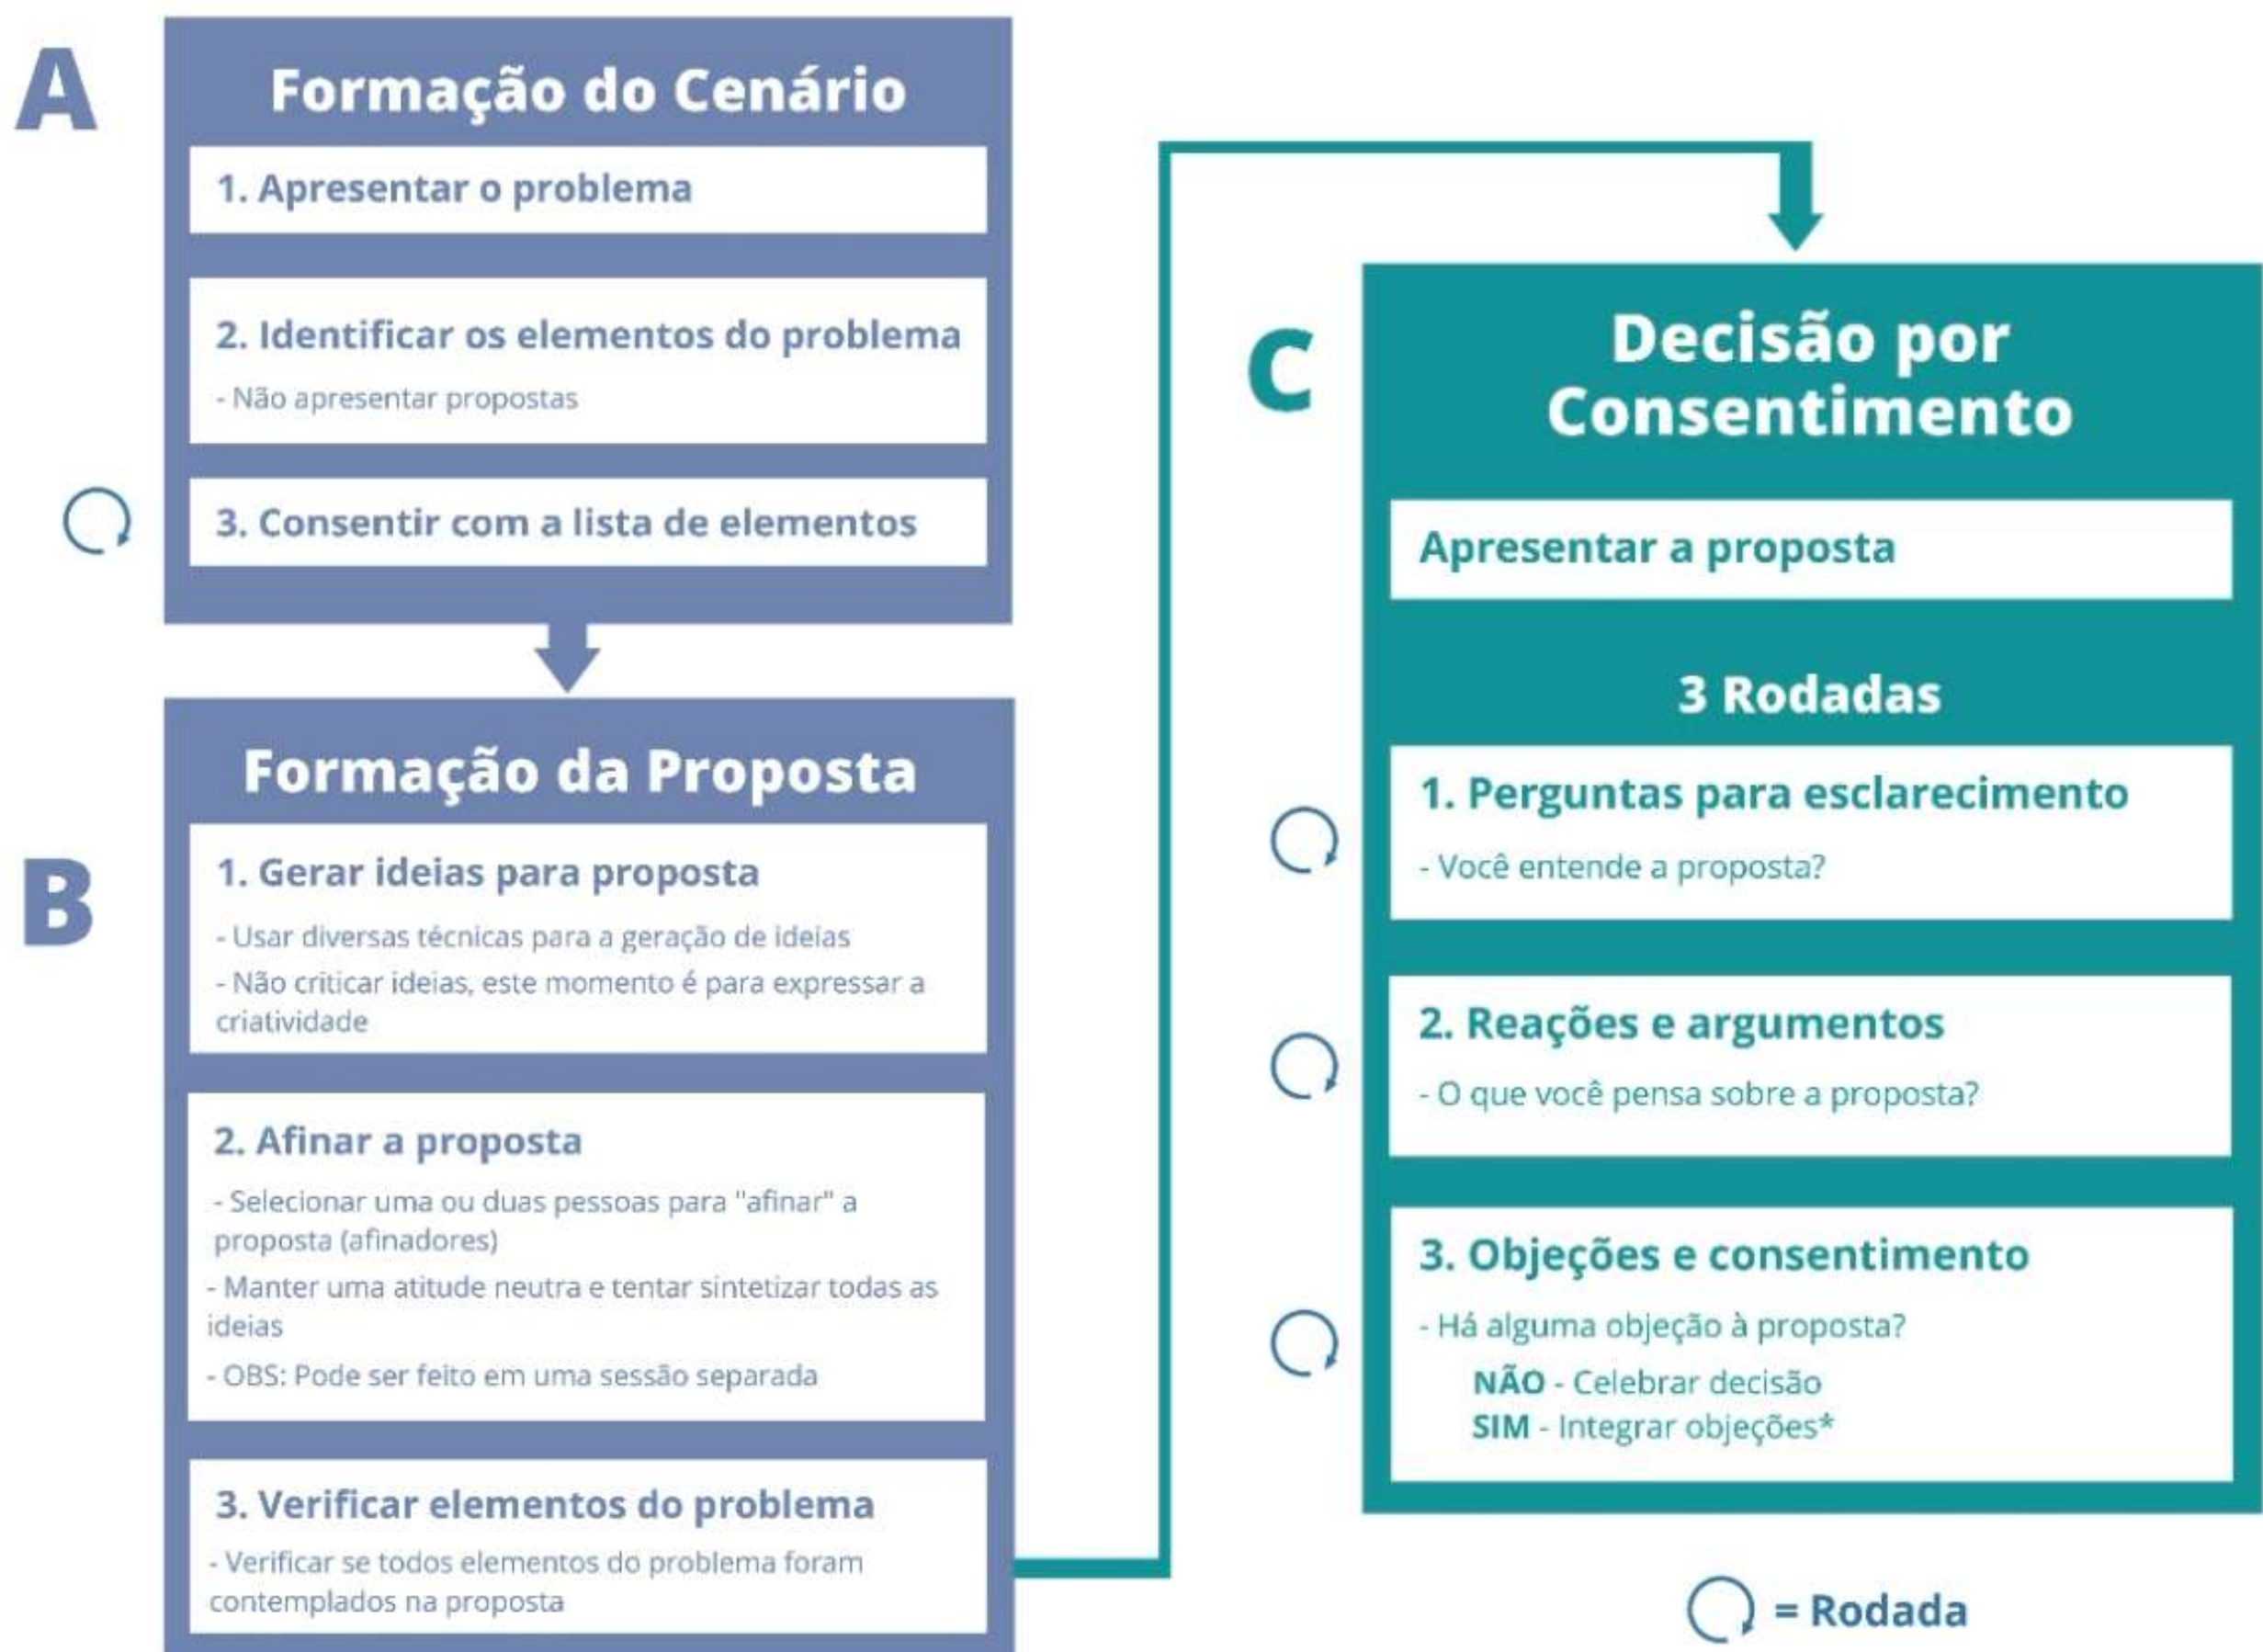 A
Formação do Cenário
1. Apresentar o problema
2. Identificar os elementos do problema
- Não apresentar propostas
3. Consentir com a lista de elementos
B
Formação da Proposta
1. Gerar ideias para proposta
- Usar diversas técnicas para a geração de ideias
- Não criticar ideias, este momento é para expressar a
criatividade
2. Afinar a proposta
- Selecionar uma ou duas pessoas para "afinar" a
proposta (afinadores)
- Manter uma atitude neutra e tentar sintetizar todas as
ideias
- OBS: Pode ser feito em uma sessão separada
3. Verificar elementos do problema
- Verificar se todos elementos do problema foram
contemplados na proposta
C
Decisão por
Consentimento
Apresentar a proposta
3 Rodadas
1. Perguntas para esclarecimento
- Você entende a proposta?
2. Reações e argumentos
- O que você pensa sobre a proposta?
3. Objeções e consentimento
- Há alguma objeção à proposta?
NÃO - Celebrar decisão
SIM - Integrar objeções*
= Rodada